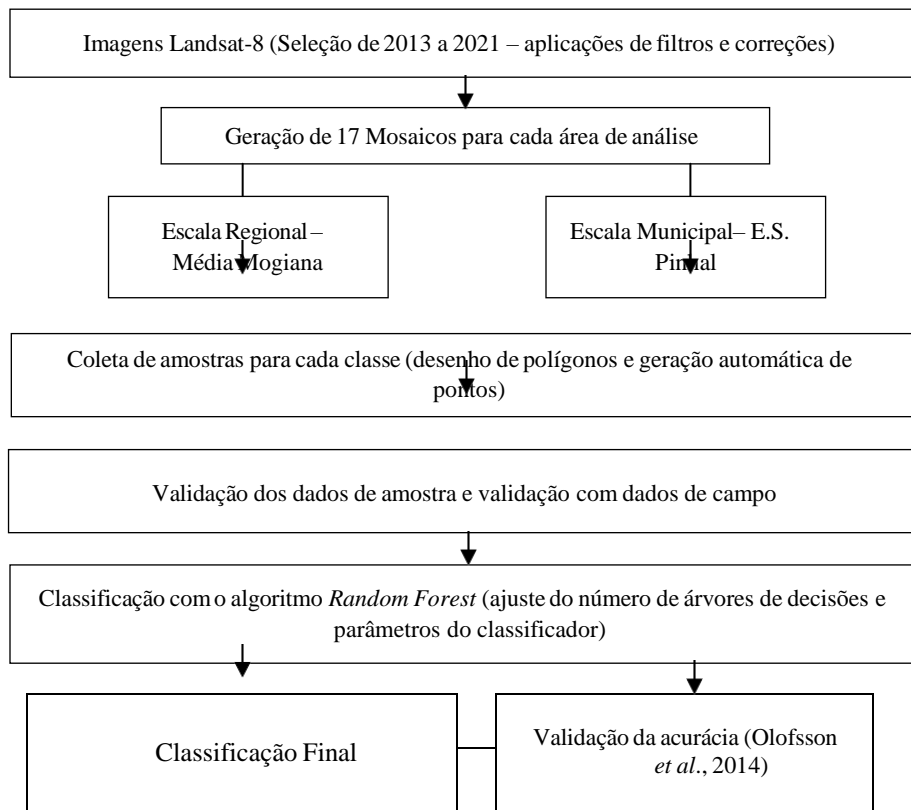 Imagens Landsat-8 (Seleção de 2013 a 2021 – aplicações de filtros e correções)
Geração de 17 Mosaicos para cada área de análise
Escala Regional –
Média Mogiana
Escala Municipal– E.S.
Pinhal
Coleta de amostras para cada classe (desenho de polígonos e geração automática de
pontos)
Validação dos dados de amostra e validação com dados de campo
Classificação com o algoritmo Random Forest (ajuste do número de árvores de decisões e
parâmetros do classificador)
Classificação Final
Validação da acurácia (Olofsson
et al., 2014)